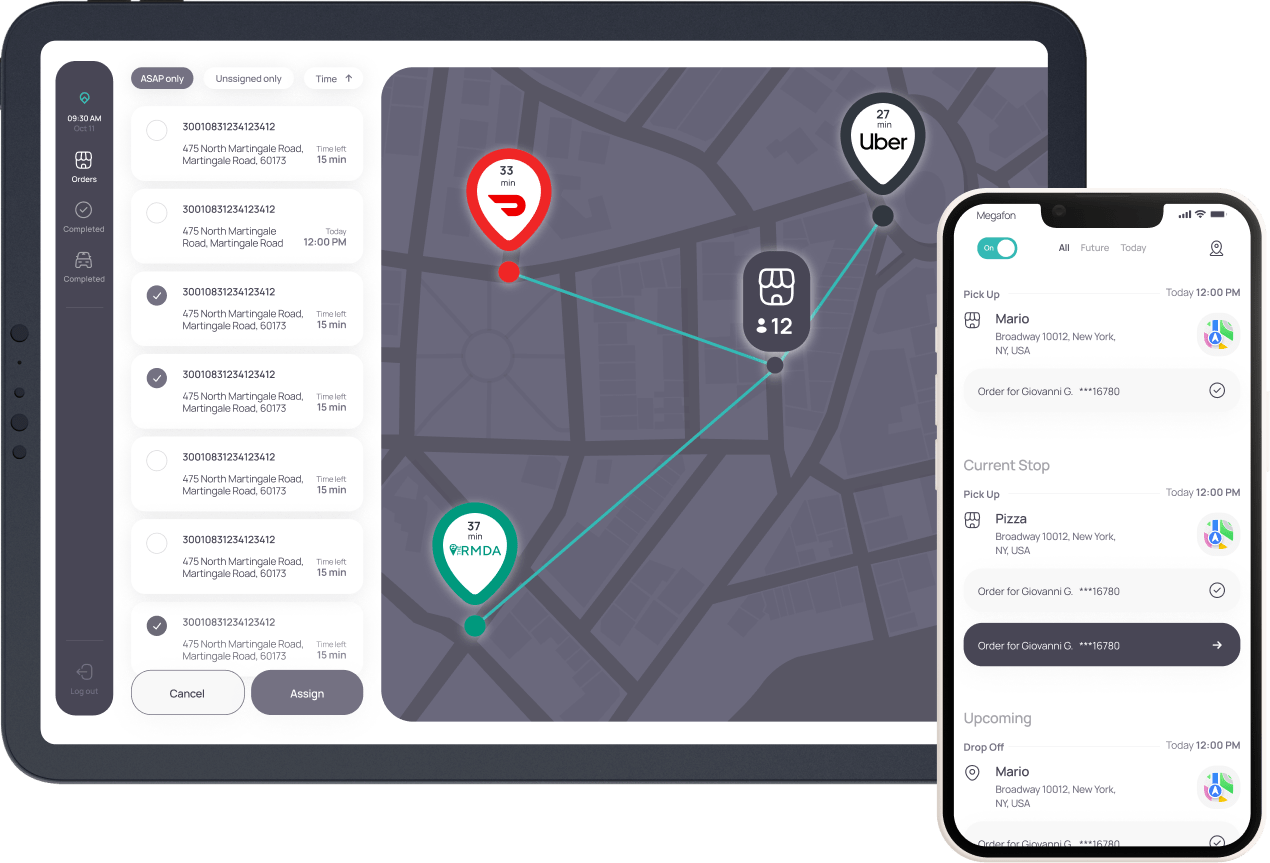 09:30 AM
Oct 11
Orders
Completed
Completed
Log out
ASAP only
Unssigned only
Time
30010831234123412
475 North Martingale Road,
Martingale Road, 60173
Time left
15 min
30010831234123412
475 North Martingale
Road, Martingale Road
Today
12:00 PM
30010831234123412
475 North Martingale Road,
Martingale Road, 60173
Time left
15 min
30010831234123412
475 North Martingale Road,
Martingale Road, 60173
Time left
15 min
30010831234123412
475 North Martingale Road,
Martingale Road, 60173
Time left
15 min
30010831234123412
475 North Martingale Road,
Martingale Road, 60173
Time left
15 min
30010831234123412
475 North Martingale Road,
Martingale Road, 60173
Time left
15 min
Cancel
Assign
33
min
27
min
Uber
12
37
min
RMDA
Megafon
On
All
Future
Today
Pick Up
Today 12:00 PM
Mario
Broadway 10012, New York,
NY, USA
Order for Giovanni G. ***16780
Current Stop
Pick Up
Today 12:00 PM
Pizza
Broadway 10012, New York,
NY, USA
Order for Giovanni G. ***16780
Order for Giovanni G. ***16780
Upcoming
Drop Off
Today 12:00 PM
Mario
Broadway 10012, New York,
NY, USA
Order for Giovanni G. ***16780